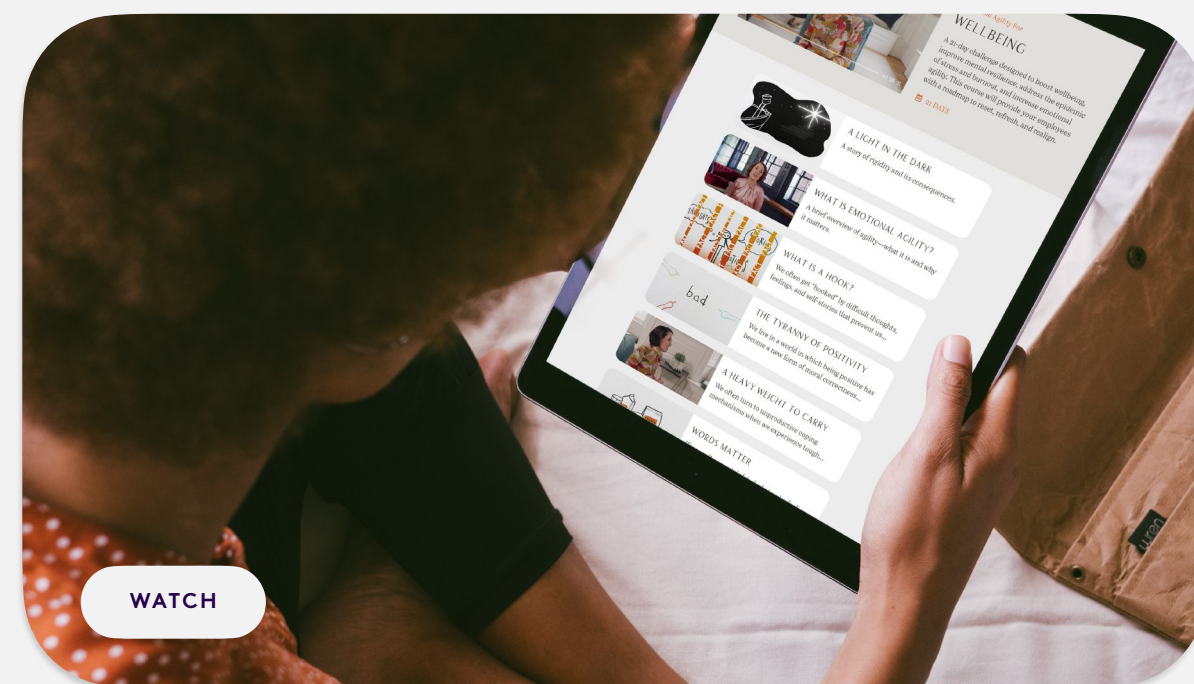 Agility For
WELLBEING
A 21-day challenge designed to boost wellbeing,
improve mental resilience, address the epidemic
of stress and burnout, and increase emotional
agility. This course will provide your employees
with a roadmap to reset, refresh, and realign.
21 DAYS
A LIGHT IN THE DARK
A story of rigidity and its consequences.
WHAT IS EMOTIONAL AGILITY?
A brief overview of agility—what it is and why
it matters.
WHAT IS A HOOK?
We often get "hooked" by difficult thoughts,
feelings, and self-stories that prevent us...
bad
THE TYRANNY OF POSITIVITY
We live in a world in which being positive has
become a new form of moral correctness...
A HEAVY WEIGHT TO CARRY
We often turn to unproductive coping
mechanisms when we experience tough...
WORDS MATTER
wren
WATCH